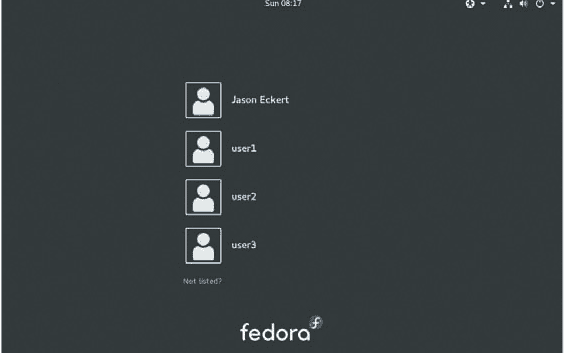 Sun 08:17
Jason Eckert
user1
user2
user3
Not listed?
fedora